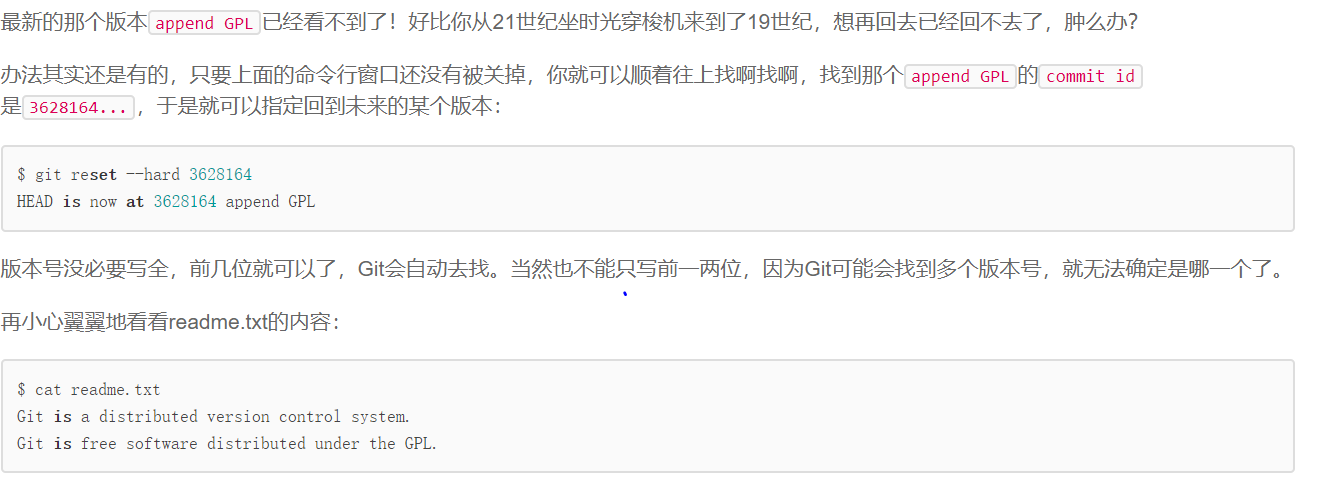 最新的那个版本append GPL已经看不到了！好比你从21世纪坐时光穿梭机来到了19世纪，想再回去已经回不去了，肿么办？
办法其实还是有的，只要上面的命令行窗口还没有被关掉，你就可以顺着往上找啊找啊，找到那个append GPL的commit id
是3628164...，于是就可以指定回到未来的某个版本：
$ git reset --hard 3628164
HEAD is now at 3628164 append GPL
版本号没必要写全，前几位就可以了，Git会自动去找。当然也不能只写前一两位，因为Git可能会找到多个版本号，就无法确定是哪一个了。
再小心翼翼地看看readme.txt的内容：
$ cat readme.txt
Git is a distributed version control system.
Git is free software distributed under the GPL.